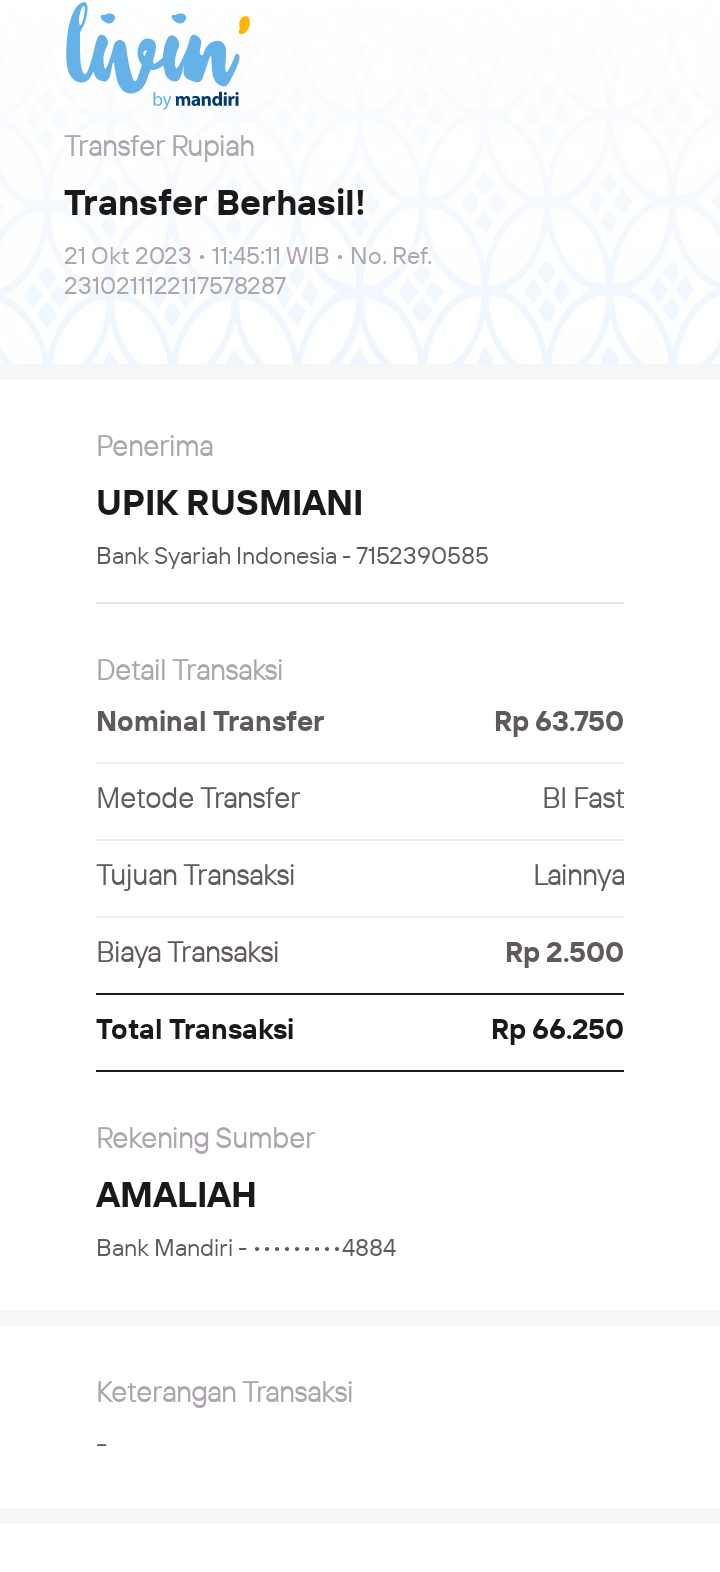 livin'
by mandiri
Transfer Rupiah
Transfer Berhasil!
21 Okt 2023 • 11:45:11 WIB • No. Ref.
2310211122117578287
Penerima
UPIK RUSMIANI
Bank Syariah Indonesia - 7152390585
Detail Transaksi
Nominal Transfer Rp 63.750
Metode Transfer BI Fast
Tujuan Transaksi Lainnya
Biaya Transaksi Rp 2.500
Total Transaksi Rp 66.250
Rekening Sumber
AMALIAH
Bank Mandiri - •••••••••4884
Keterangan Transaksi
-